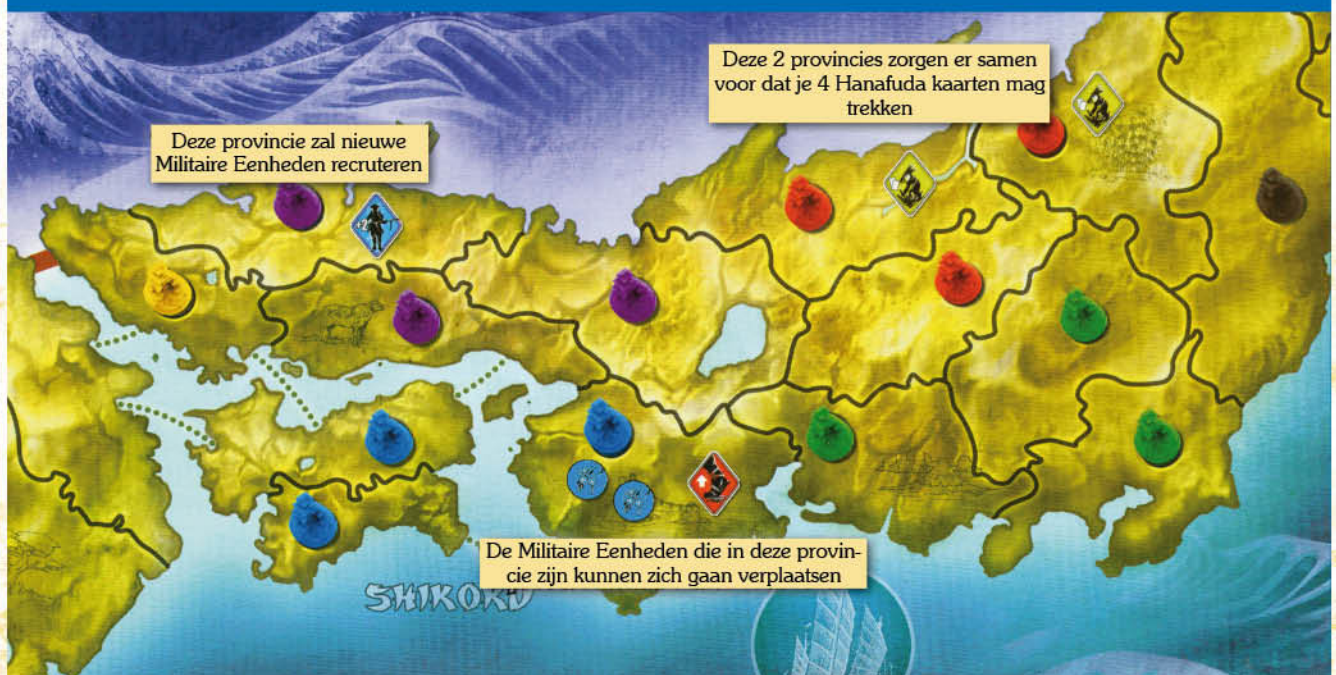 Deze 2 provincies zorgen er samen
voor dat je 4 Hanafuda kaarten mag
trekken
Deze provincie zal nieuwe
Militaire Eenheden recruteren
+2
De Militaire Eenheden die in deze provin-
cie zijn kunnen zich gaan verplaatsen
SHIKOKU